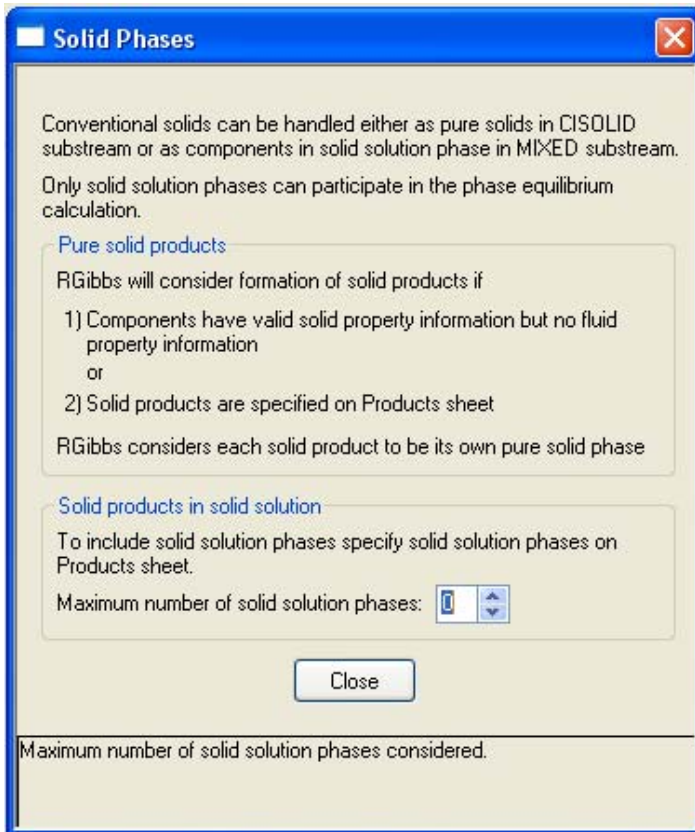 Solid Phases
Conventional solids can be handled either as pure solids in CISOLID
substream or as components in solid solution phase in MIXED substream.
Only solid solution phases can participate in the phase equilibrium
calculation.
Pure solid products
RGibbs will consider formation of solid products if
1) Components have valid solid property information but no fluid
property information
or
2) Solid products are specified on Products sheet
RGibbs considers each solid product to be its own pure solid phase
Solid products in solid solution
To include solid solution phases specify solid solution phases on
Products sheet.
Maximum number of solid solution phases: 0
Close
Maximum number of solid solution phases considered.